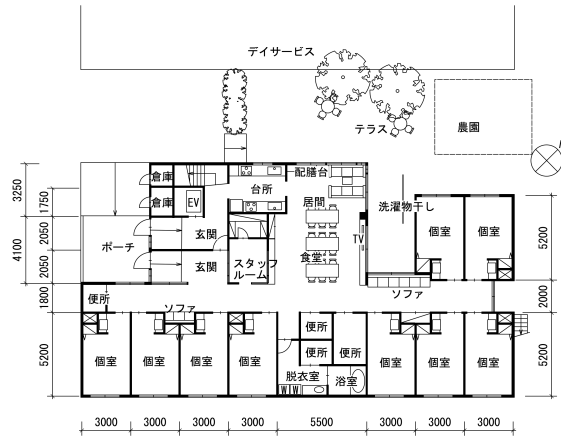 デイサービス
テラス
農園
倉庫
台所
配膳台
倉庫
EV
居間
洗濯物干し
個室
個室
玄関
TV
ポーチ
スタッフ
ルーム
食堂
玄関
便所
ソファ
ソファ
便所
個室
個室
個室
個室
便所
便所
個室
個室
個室
脱衣室
浴室
W W
3250
4100
1750
2050
2050
1800
5200
5200
2000
5200
3000
3000
3000
3000
5500
3000
3000
3000